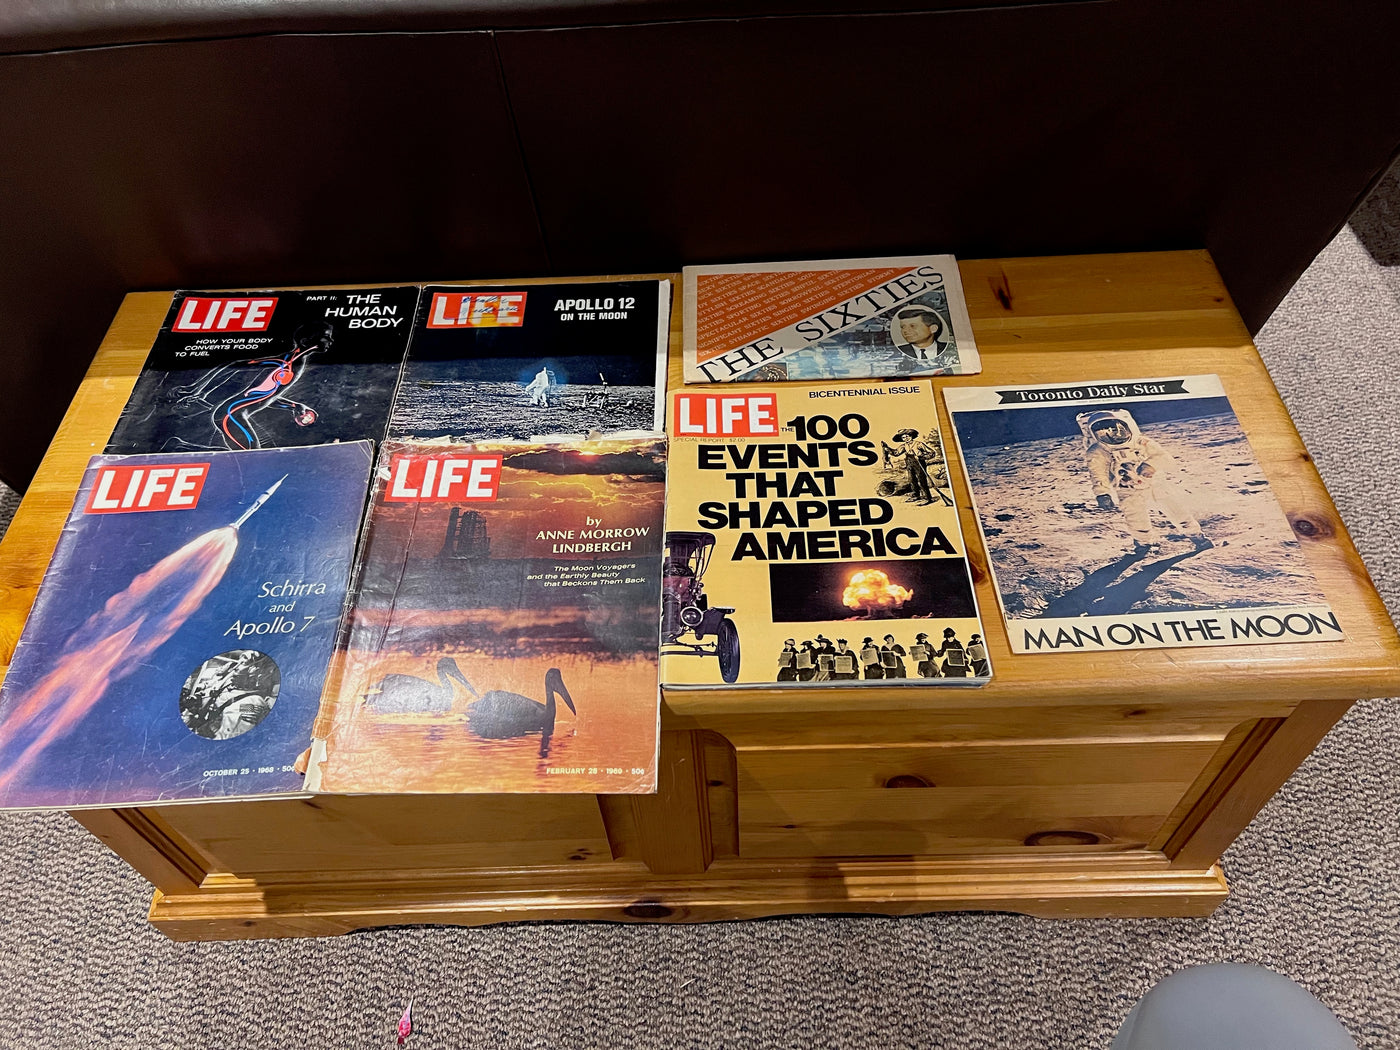 LIFE
PART II: THE
HUMAN
BODY
HOW YOUR BODY
CONVERTS FOOD
TO FUEL
LIFE
APOLLO 12
ON THE MOON
THE SIXTIES
LIFE
Schirra
and
Apollo 7
OCTOBER 25 · 1968 · 50¢
LIFE
by
ANNE MORROW
LINDBERGH
The Moon Voyagers
and the Earthly Beauty
that Beckons Them Back
FEBRUARY 28 · 1969 · 50¢
LIFE
BICENTENNIAL ISSUE
SPECIAL REPORT $2.00
THE 100
EVENTS
THAT
SHAPED
AMERICA
Toronto Daily Star
MAN ON THE MOON